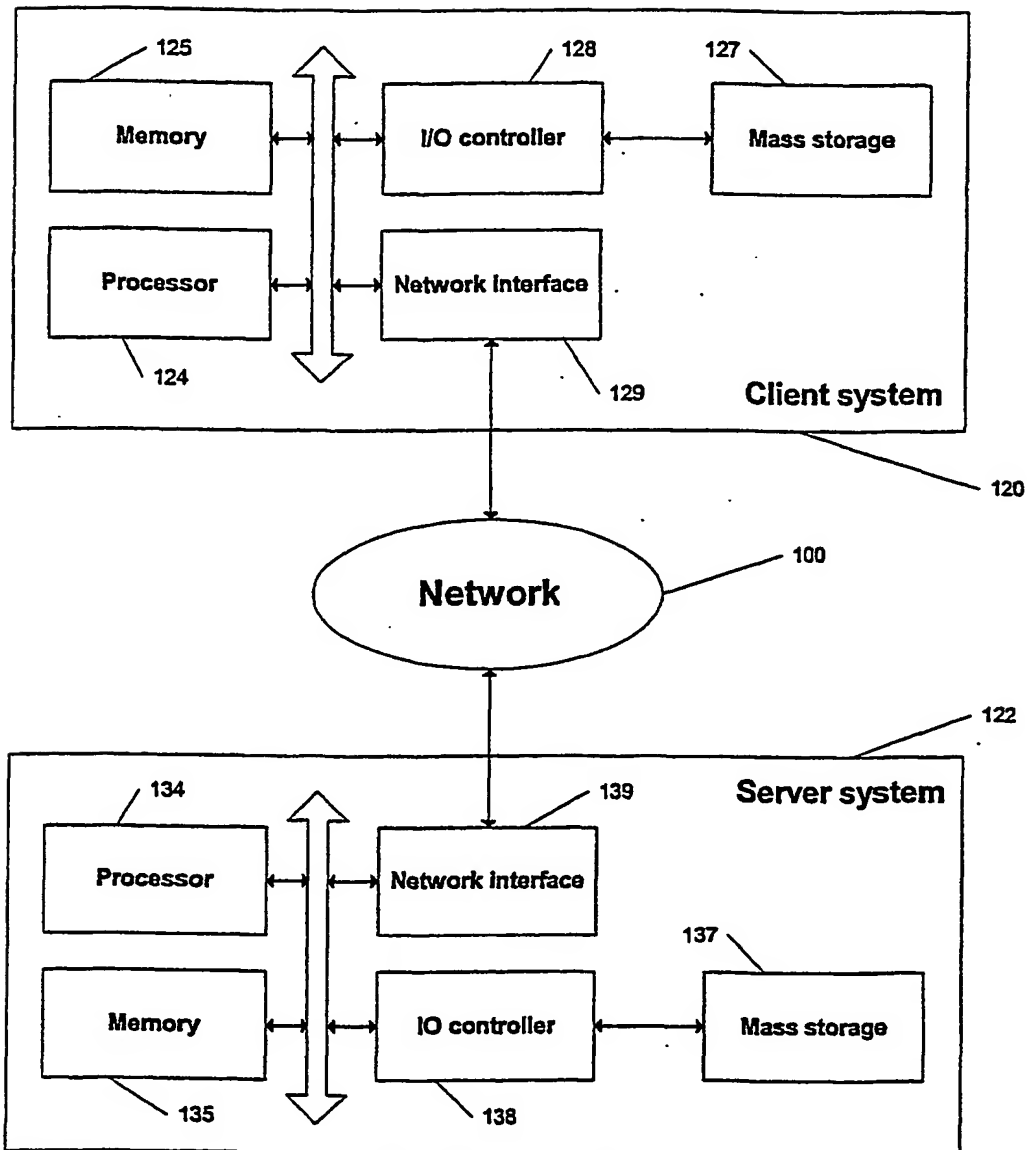 125
128
127
Memory
I/O controller
Mass storage
Processor
Network interface
124
129
Client system
120
100
Network
122
134
139
Server system
Processor
Network interface
137
Memory
IO controller
Mass storage
135
138